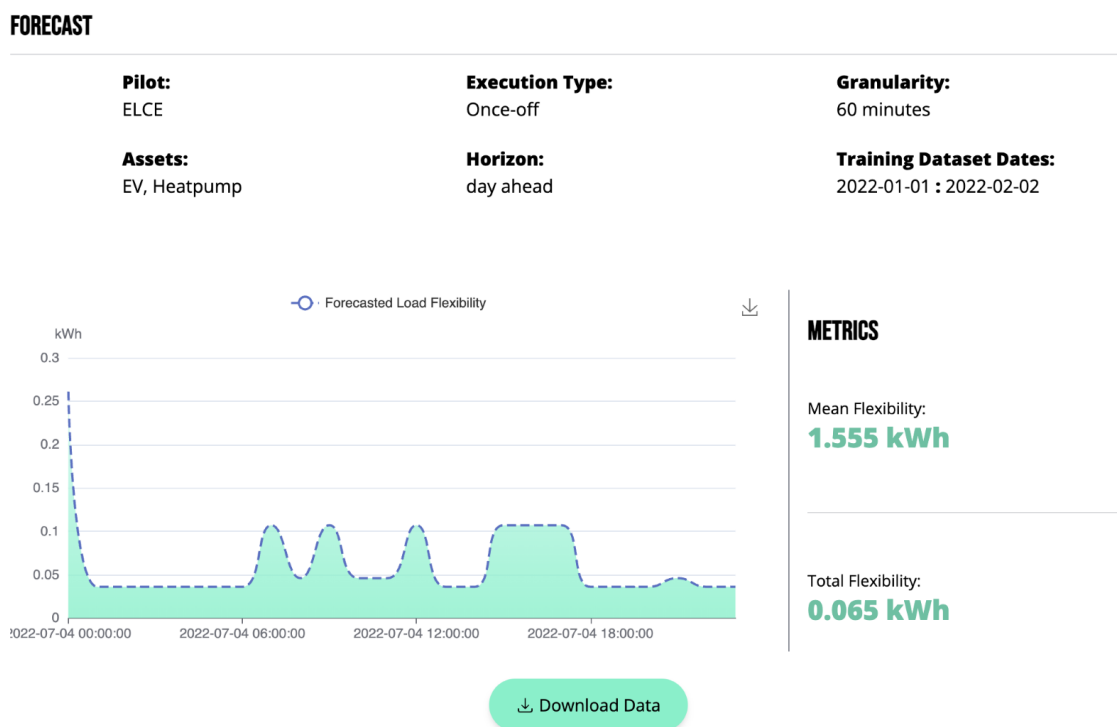 FORECAST
Pilot: Execution Type: Granularity:
ELCE Once-off 60 minutes
Assets: Horizon: Training Dataset Dates:
EV, Heatpump day ahead 2022-01-01 : 2022-02-02
Forecasted Load Flexibility
kWh
0.3
0.25
0.2
0.15
0.1
0.05
0
2022-07-04 00:00:00 2022-07-04 06:00:00 2022-07-04 12:00:00 2022-07-04 18:00:00
METRICS
Mean Flexibility:
1.555 kWh
Total Flexibility:
0.065 kWh
Download Data